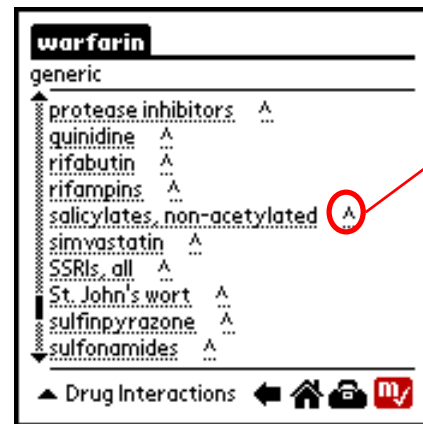 warfarin
generic
protease inhibitors ^
quinidine ^
rifabutin ^
rifampins ^
salicylates, non-acetylated ^
simvastatin ^
SSRIs, all ^
St. John's wort ^
sulfinpyrazone ^
sulfonamides ^
Drug Interactions